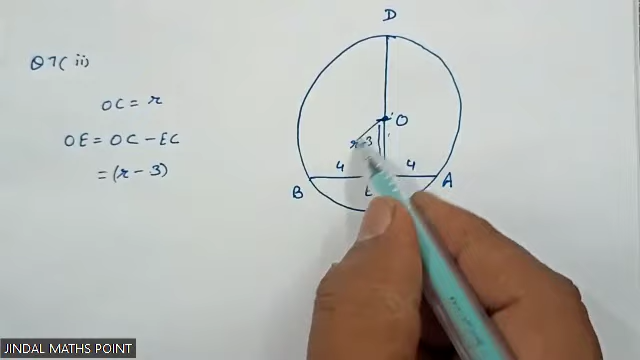 Q7(ii)
D
OC = r
OE = OC - EC
= (r - 3)
O
r-3
4
4
B
E
A
JINDAL MATHS POINT